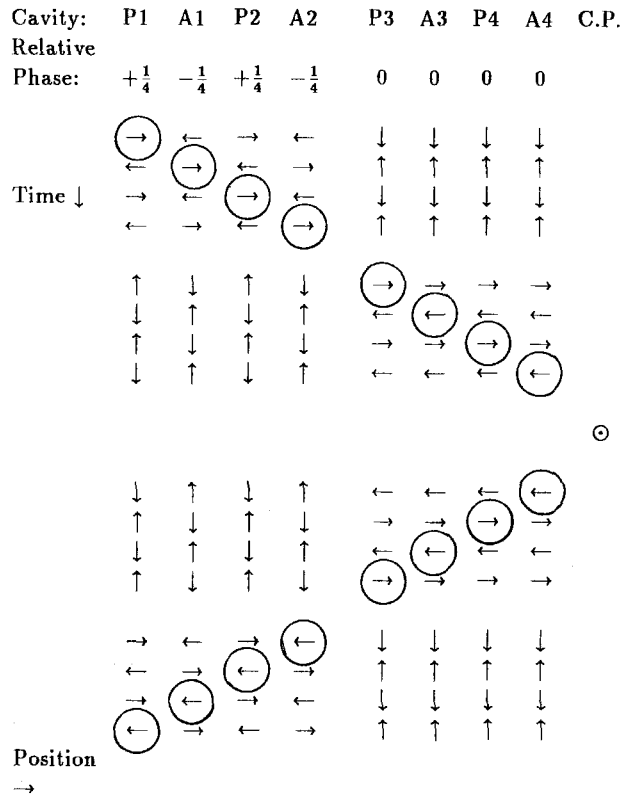 Cavity: P1 A1 P2 A2 P3 A3 P4 A4 C.P.
Relative
Phase: +1/4 −1/4 +1/4 −1/4 0 0 0 0
→ ← → ← ↓ ↓ ↓ ↓
← → ← → ↑ ↑ ↑ ↑
Time ↓ → ← → ← ↓ ↓ ↓ ↓
← → ← → ↑ ↑ ↑ ↑
↑ ↓ ↑ ↓ → → → →
↓ ↑ ↓ ↑ ← ← ← ←
↑ ↓ ↑ ↓ → → → →
↓ ↑ ↓ ↑ ← ← ← ←
⊙
↓ ↑ ↓ ↑ ← ← ← ←
↑ ↓ ↑ ↓ → → → →
↓ ↑ ↓ ↑ ← ← ← ←
↑ ↓ ↑ ↓ → → → →
→ ← → ← ↓ ↓ ↓ ↓
← → ← → ↑ ↑ ↑ ↑
→ ← → ← ↓ ↓ ↓ ↓
← → ← → ↑ ↑ ↑ ↑
Position
→